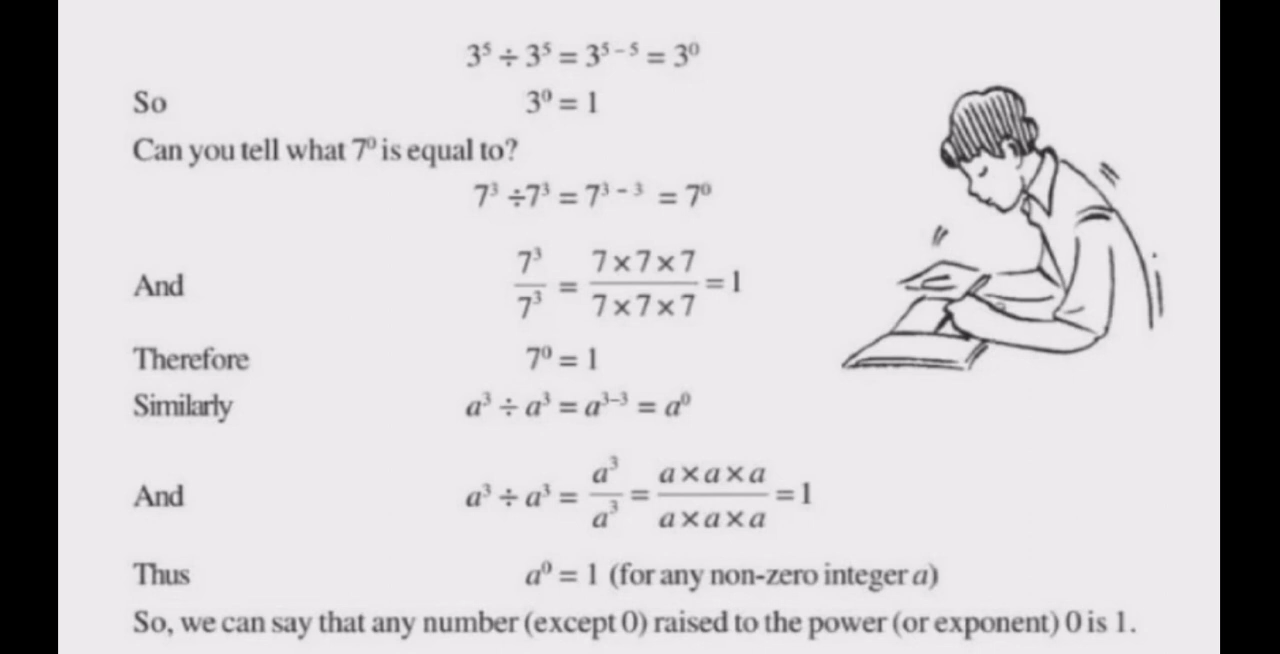 3⁵ ÷ 3⁵ = 3⁵ ⁻ ⁵ = 3⁰
So 3⁰ = 1
Can you tell what 7⁰ is equal to?
7³ ÷7³ = 7³ ⁻ ³ = 7⁰
And 7³/7³ = 7×7×7/7×7×7 = 1
Therefore 7⁰ = 1
Similarly a³ ÷ a³ = a³⁻³ = a⁰
And a³ ÷ a³ = a³/a³ = a×a×a/a×a×a = 1
Thus a⁰ = 1 (for any non-zero integer a)
So, we can say that any number (except 0) raised to the power (or exponent) 0 is 1.